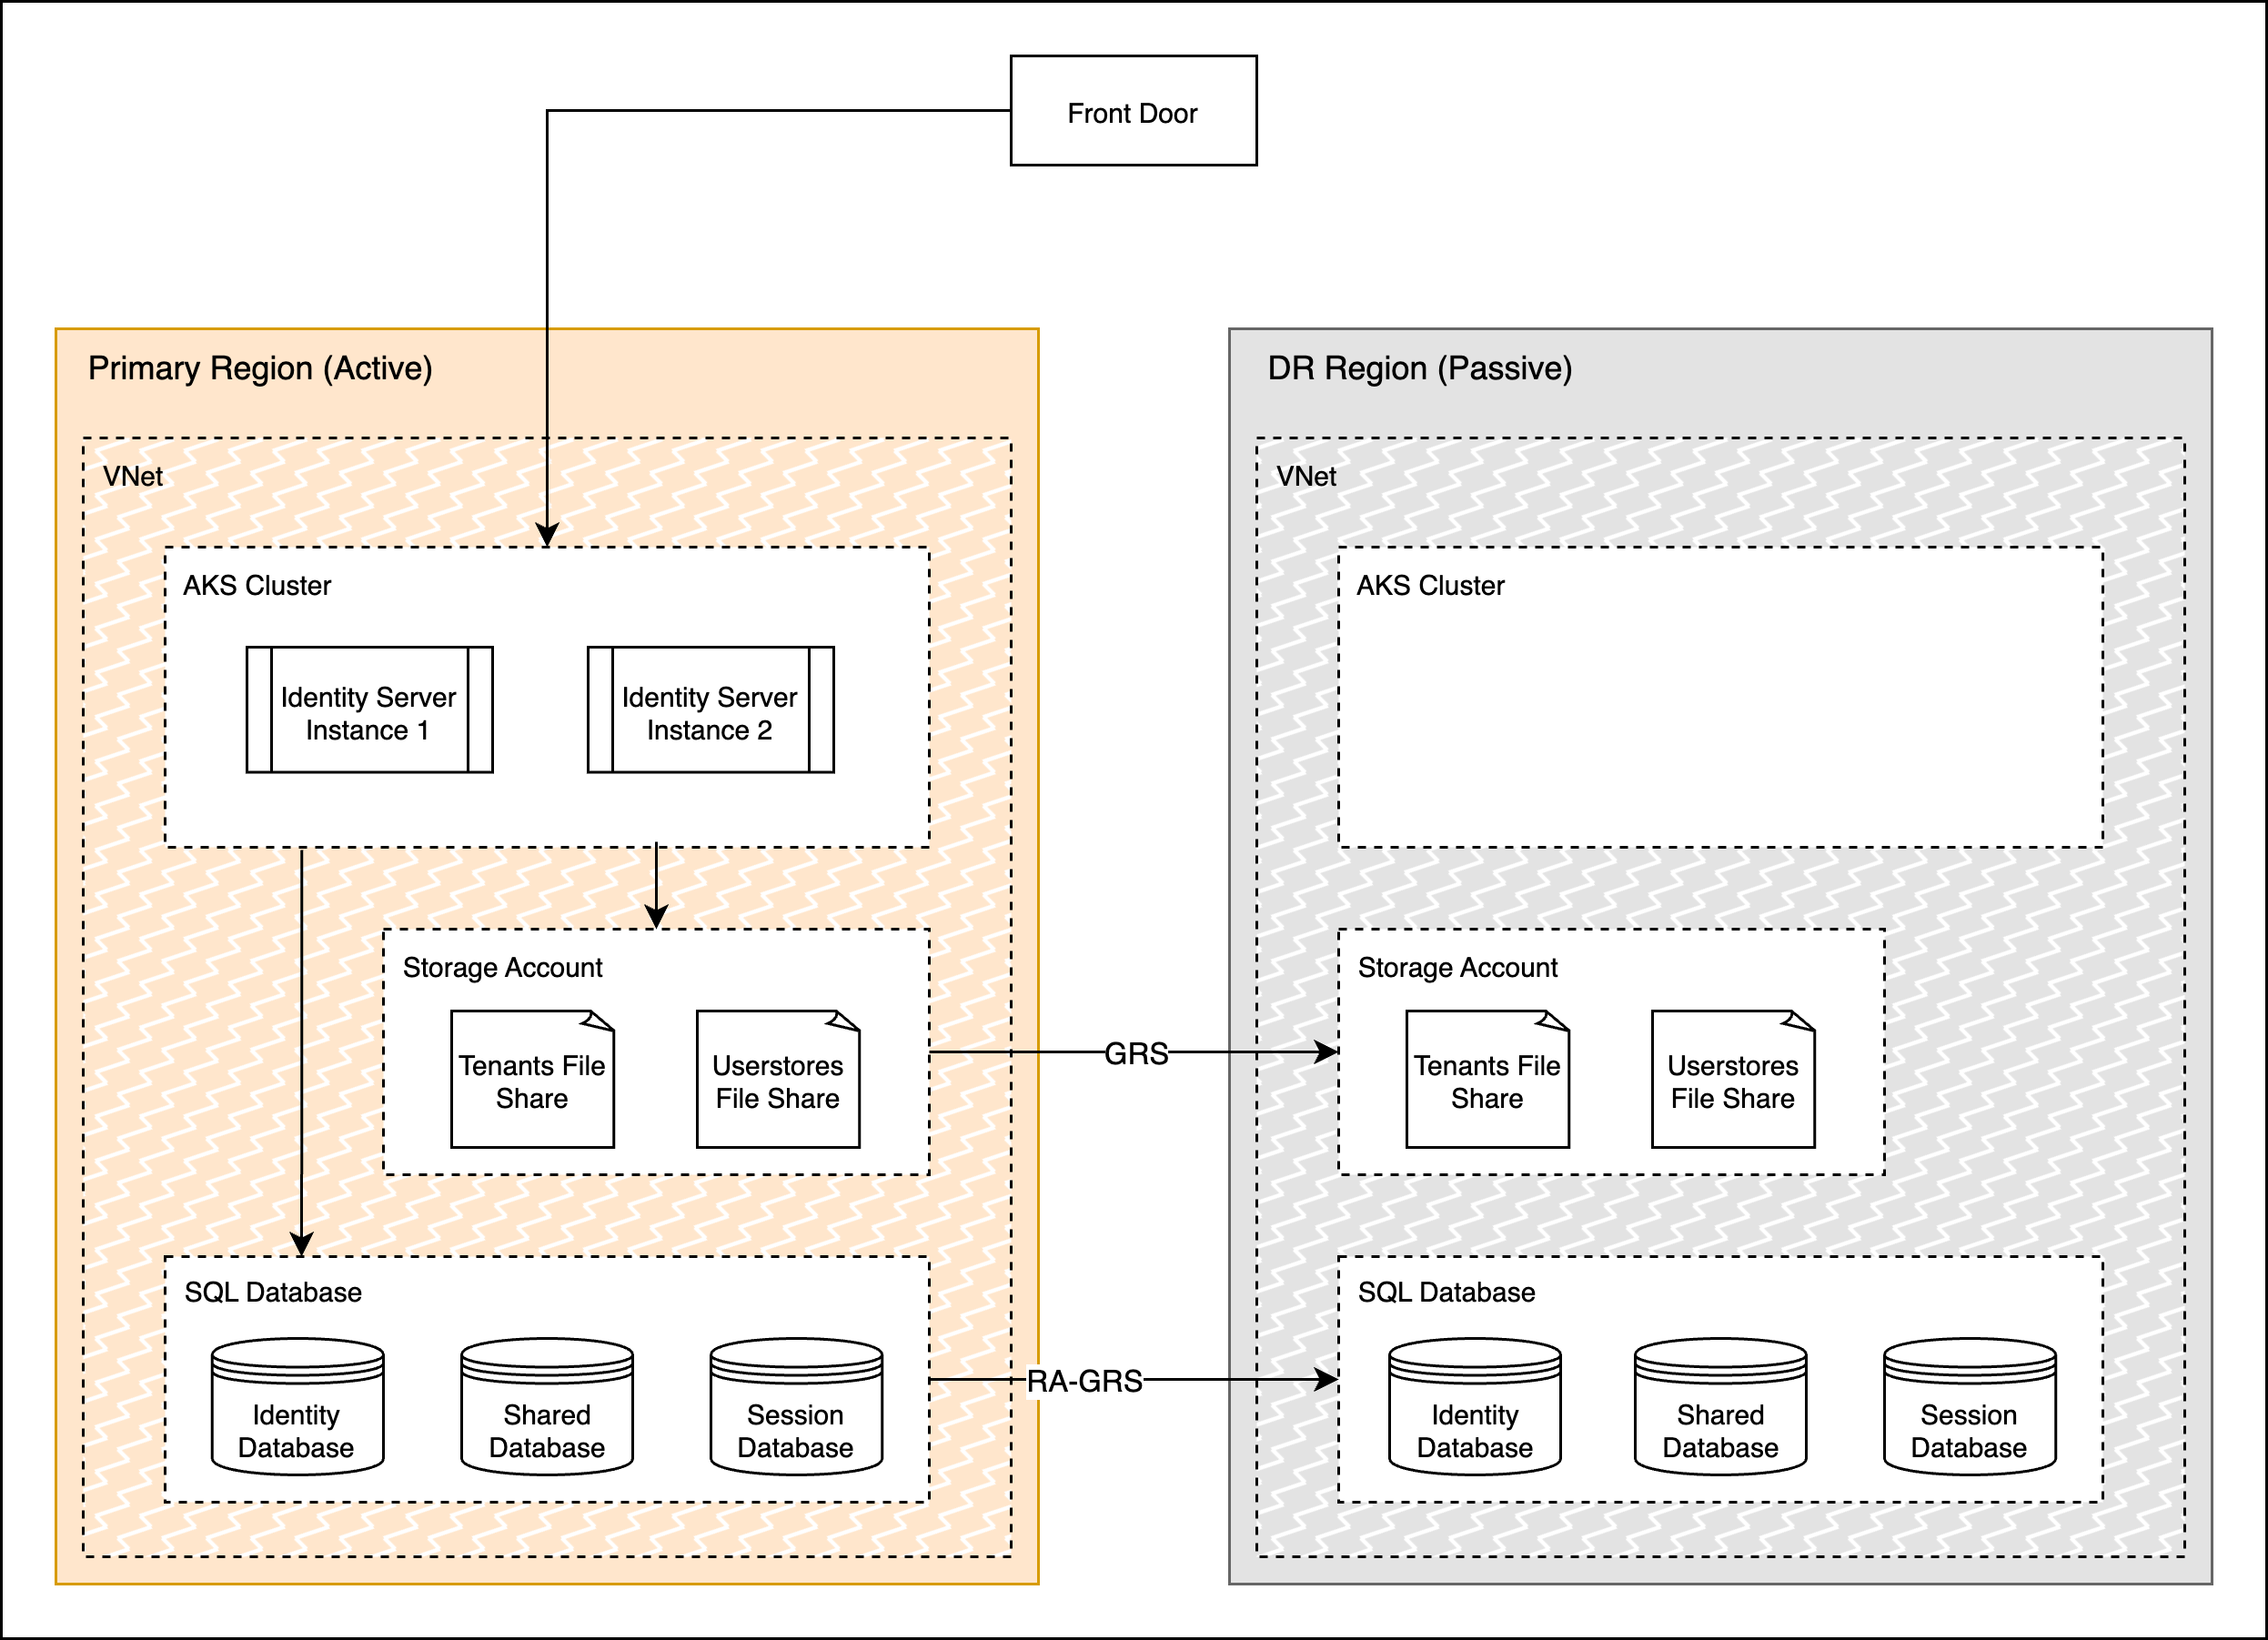 Front Door
Primary Region (Active)
VNet
AKS Cluster
Identity Server
Instance 1
Identity Server
Instance 2
Storage Account
Tenants File
Share
Userstores
File Share
SQL Database
Identity
Database
Shared
Database
Session
Database
GRS
RA-GRS
DR Region (Passive)
VNet
AKS Cluster
Storage Account
Tenants File
Share
Userstores
File Share
SQL Database
Identity
Database
Shared
Database
Session
Database